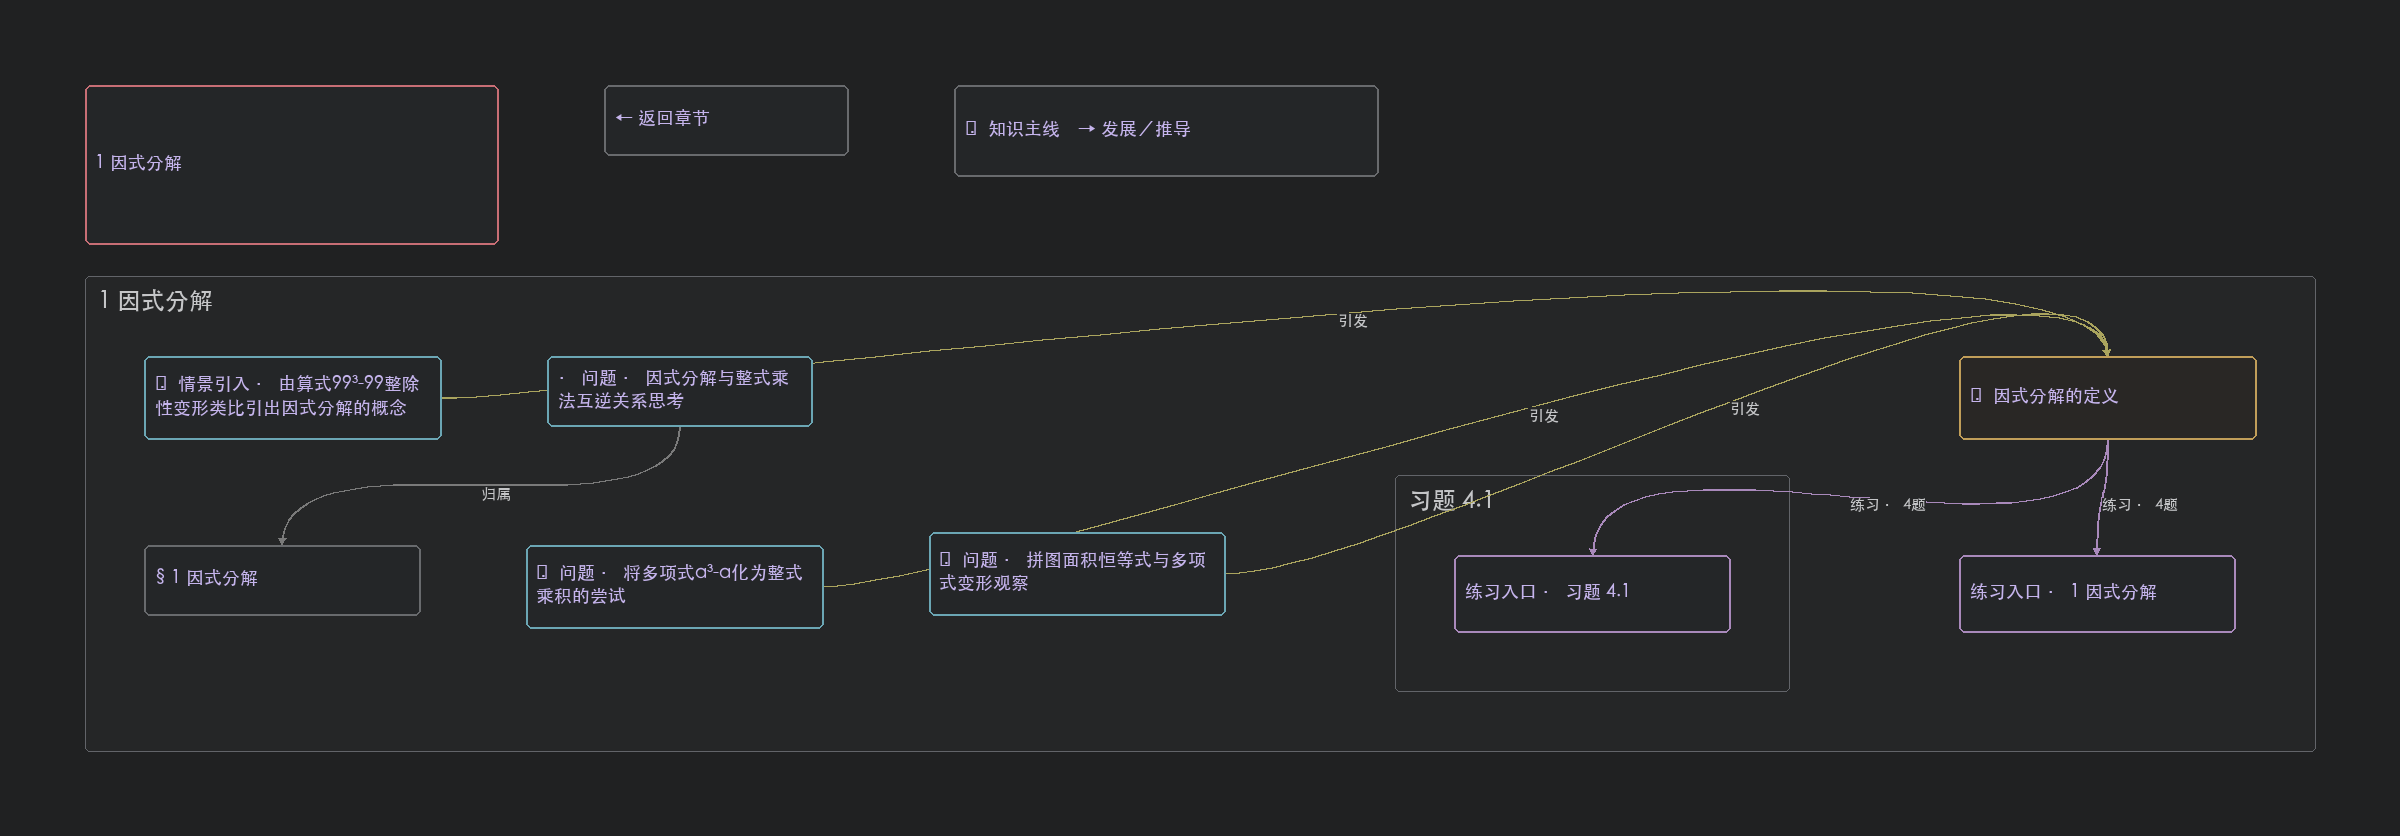 1 因式分解
← 返回章节
知识主线 → 发展／推导
1 因式分解
引发
情景引入 · 由算式99³-99整除
性变形类比引出因式分解的概念
· 问题 · 因式分解与整式乘
法互逆关系思考
因式分解的定义
引发
引发
归属
习题 4.1
练习 · 4题
练习 · 4题
§ 1 因式分解
问题 · 将多项式a³-a化为整式
乘积的尝试
问题 · 拼图面积恒等式与多项
式变形观察
练习入口 · 习题 4.1
练习入口 · 1 因式分解